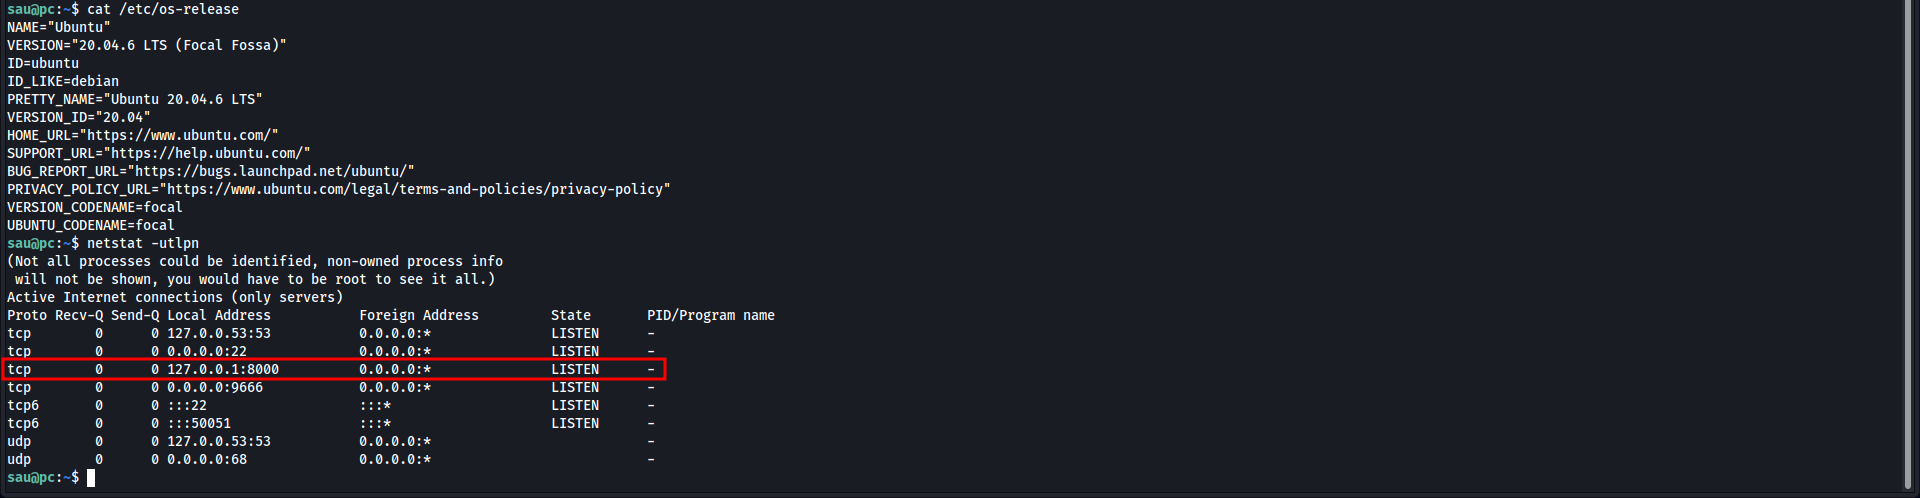 sau@pc:~$ cat /etc/os-release
NAME="Ubuntu"
VERSION="20.04.6 LTS (Focal Fossa)"
ID=ubuntu
ID_LIKE=debian
PRETTY_NAME="Ubuntu 20.04.6 LTS"
VERSION_ID="20.04"
HOME_URL="https://www.ubuntu.com/"
SUPPORT_URL="https://help.ubuntu.com/"
BUG_REPORT_URL="https://bugs.launchpad.net/ubuntu/"
PRIVACY_POLICY_URL="https://www.ubuntu.com/legal/terms-and-policies/privacy-policy"
VERSION_CODENAME=focal
UBUNTU_CODENAME=focal
sau@pc:~$ netstat -utlpn
(Not all processes could be identified, non-owned process info
 will not be shown, you would have to be root to see it all.)
Active Internet connections (only servers)
Proto Recv-Q Send-Q Local Address           Foreign Address         State       PID/Program name
tcp        0      0 127.0.0.53:53           0.0.0.0:*               LISTEN      -
tcp        0      0 0.0.0.0:22              0.0.0.0:*               LISTEN      -
tcp        0      0 127.0.0.1:8000          0.0.0.0:*               LISTEN      -
tcp        0      0 0.0.0.0:9666            0.0.0.0:*               LISTEN      -
tcp6       0      0 :::22                   :::*                    LISTEN      -
tcp6       0      0 :::50051                :::*                    LISTEN      -
udp        0      0 127.0.0.53:53           0.0.0.0:*                           -
udp        0      0 0.0.0.0:68              0.0.0.0:*                           -
sau@pc:~$